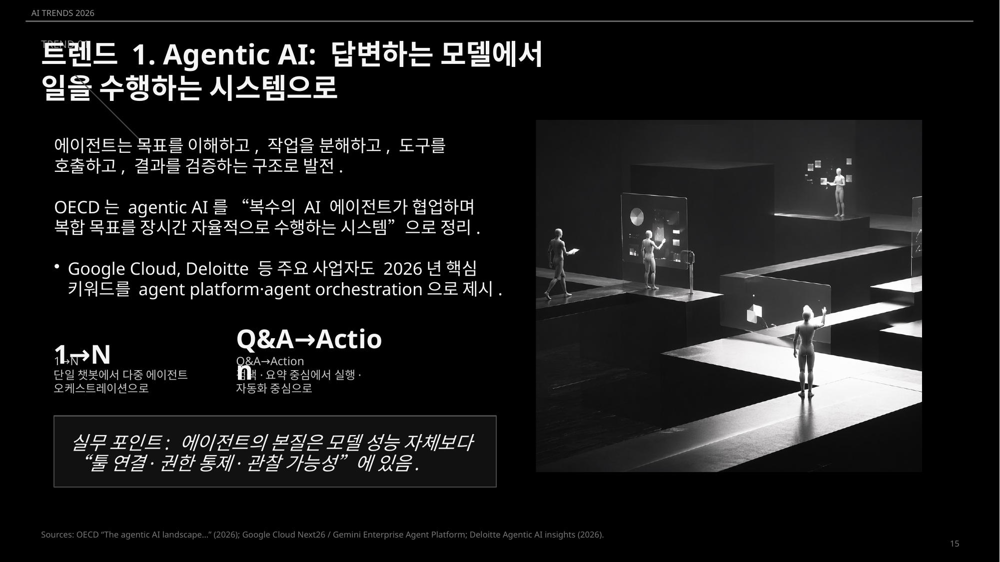 AI TRENDS 2026
TREND 01
트렌드 1. Agentic AI: 답변하는 모델에서
일을 수행하는 시스템으로
에이전트는 목표를 이해하고 , 작업을 분해하고 , 도구를
호출하고 , 결과를 검증하는 구조로 발전 .
OECD 는 agentic AI 를 “복수의 AI 에이전트가 협업하며
복합 목표를 장시간 자율적으로 수행하는 시스템” 으로 정리 .
• Google Cloud, Deloitte 등 주요 사업자도 2026 년 핵심
키워드를 agent platform·agent orchestration 으로 제시 .
1→N
1→N
단일 챗봇에서 다중 에이전트
오케스트레이션으로
Q&A→Actio
n
Q&A→Action
검색 · 요약 중심에서 실행 ·
자동화 중심으로
실무 포인트 : 에이전트의 본질은 모델 성능 자체보다
“툴 연결 · 권한 통제 · 관찰 가능성” 에 있음 .
Sources: OECD “The agentic AI landscape…” (2026); Google Cloud Next26 / Gemini Enterprise Agent Platform; Deloitte Agentic AI insights (2026).
15